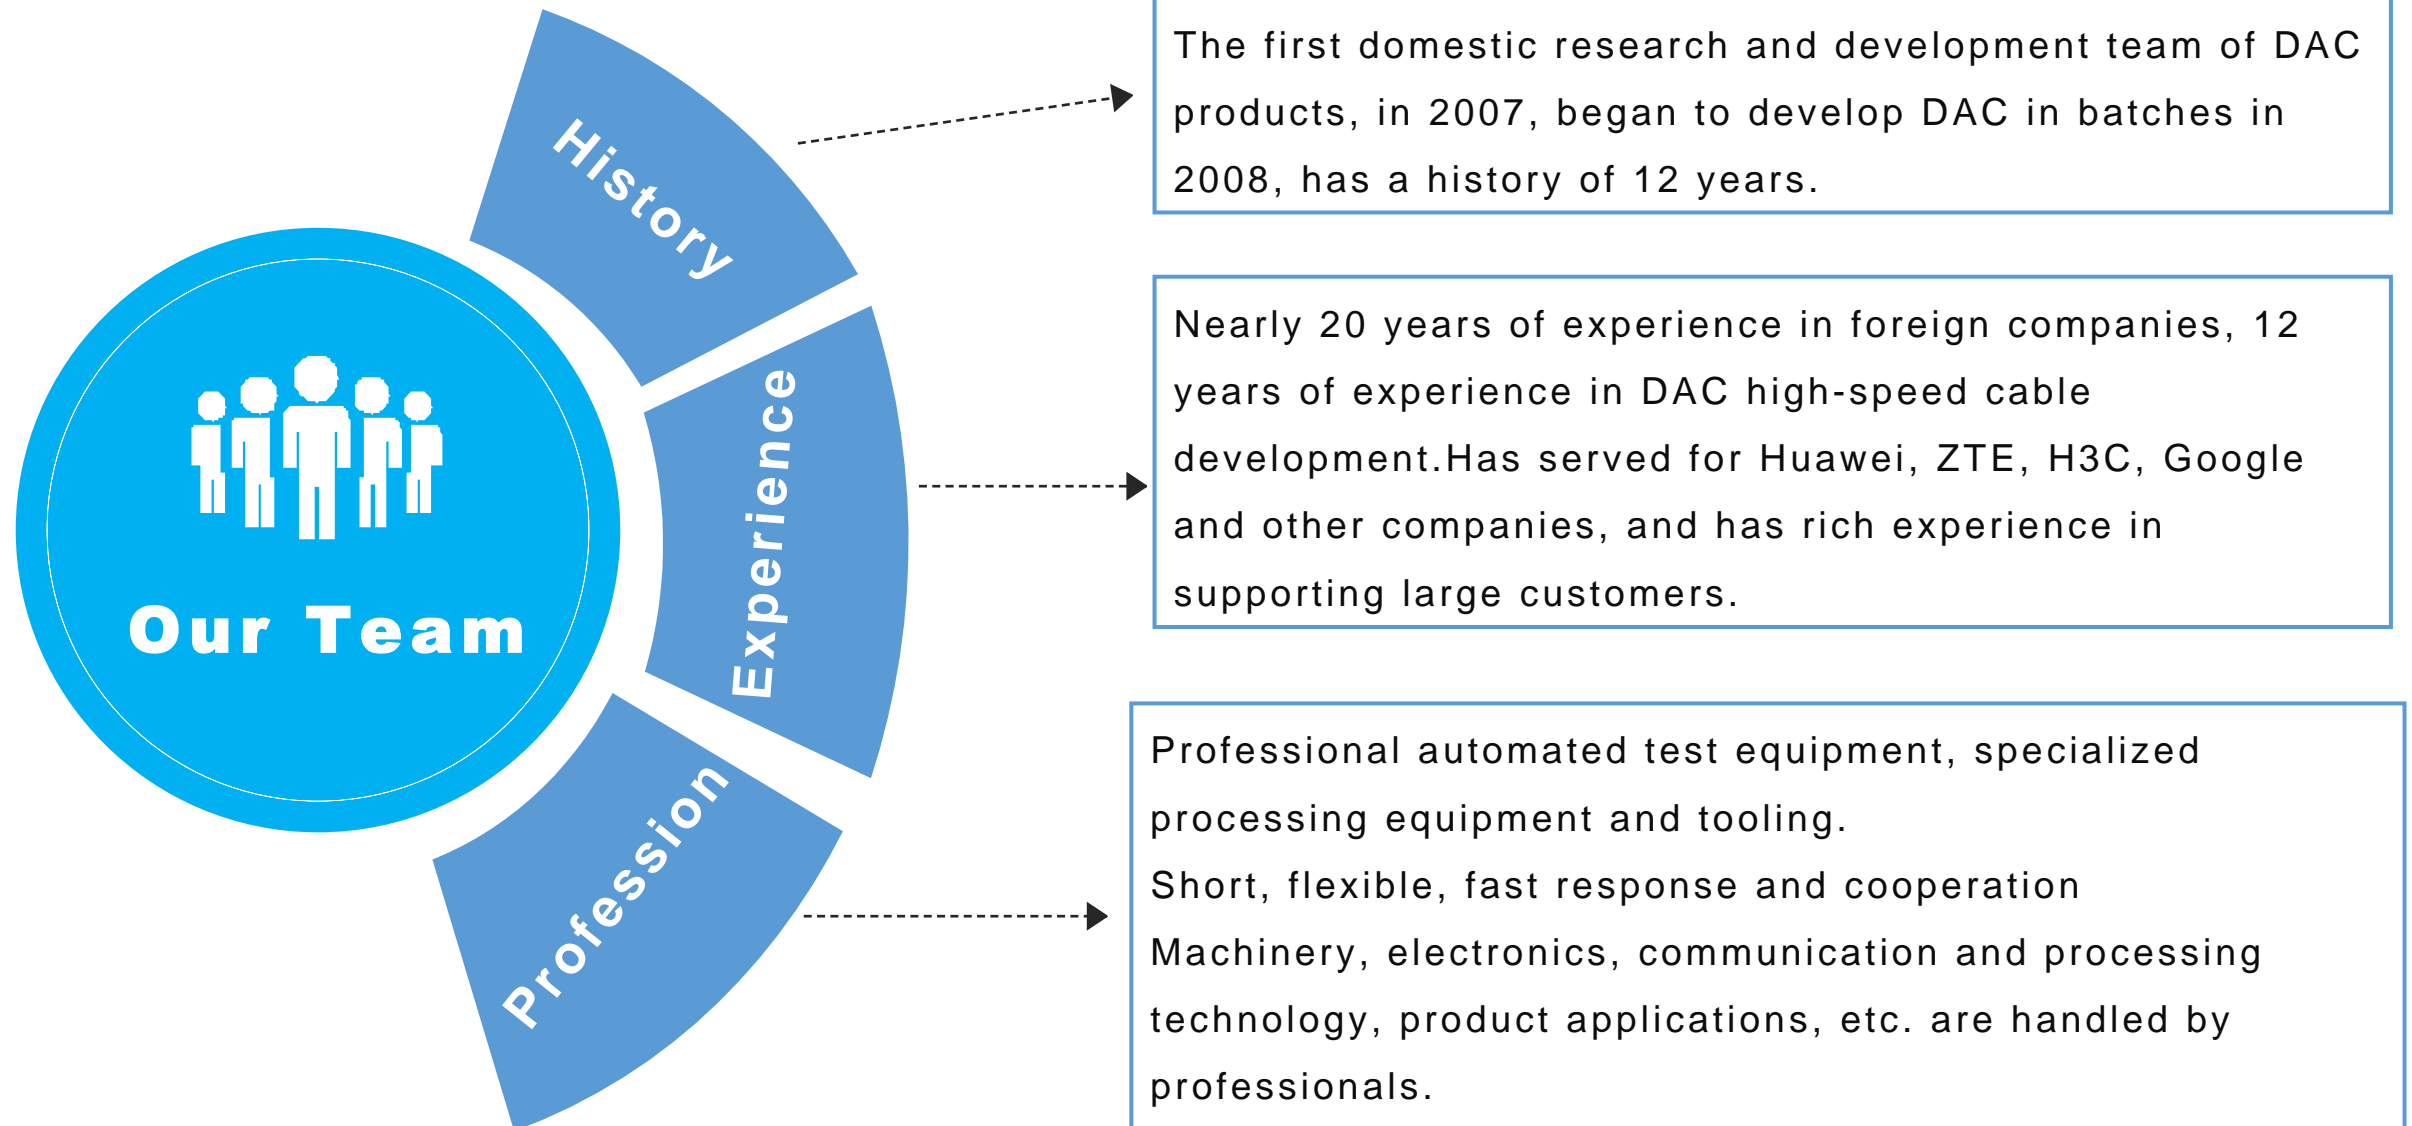 History
The first domestic research and development team of DAC
products, in 2007, began to develop DAC in batches in
2008, has a history of 12 years.
Our Team
Experience
Nearly 20 years of experience in foreign companies, 12
years of experience in DAC high-speed cable
development.Has served for Huawei, ZTE, H3C, Google
and other companies, and has rich experience in
supporting large customers.
Profession
Professional automated test equipment, specialized
processing equipment and tooling.
Short, flexible, fast response and cooperation
Machinery, electronics, communication and processing
technology, product applications, etc. are handled by
professionals.